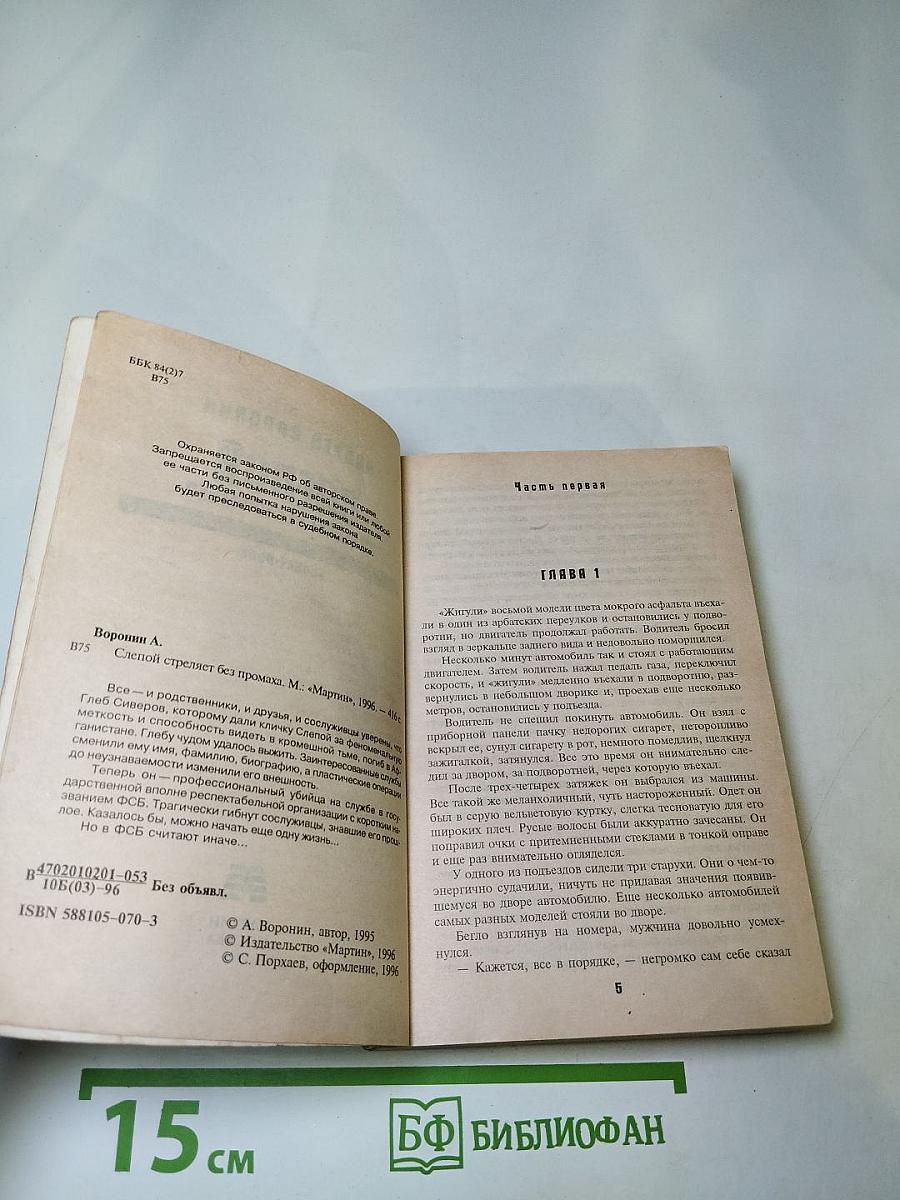 ББК 84(2)7
В75
Охраняется законом РФ об авторском праве.
Запрещается воспроизведение всей книги или любой
ее части без письменного разрешения издателя.
Любая попытка нарушения закона
будет преследоваться в судебном порядке.
Воронин А.
В75 Слепой стреляет без промаха. М.: «Мартин», 1996. — 416 с.
Все — и родственники, и друзья, и сослуживцы уверены, что
Глеб Сиверов, которому дали кличку Слепой за феноменальную
меткость и способность видеть в кромешной тьме, погиб в Аф-
ганистане. Глебу чудом удалось выжить. Заинтересованные службы
сменили ему имя, фамилию, биографию, а пластические операции
до неузнаваемости изменили его внешность.
Теперь он — профессиональный убийца на службе в госу-
дарственной вполне респектабельной организации с коротким на-
званием ФСБ. Трагически гибнут сослуживцы, знавшие его прош-
лое. Казалось бы, можно начать еще одну жизнь...
Но в ФСБ считают иначе...
В 4702010201–053
10Б(03)–96 Без объявл.
ISBN 588105–070–3
© А. Воронин, автор, 1995
© Издательство «Мартин», 1996
© С. Порхаев, оформление, 1996
Часть первая
ГЛАВА 1
«Жигули» восьмой модели цвета мокрого асфальта въеха-
ли в один из арбатских переулков и остановились у подво-
ротни, но двигатель продолжал работать. Водитель бросил
взгляд в зеркальце заднего вида и недовольно поморщился.
Несколько минут автомобиль так и стоял с работающим
двигателем. Затем водитель нажал педаль газа, переключил
скорость, и «жигули» медленно въехали в подворотню, раз-
вернулись в небольшом дворике и, проехав еще несколько
метров, остановились у подъезда.
Водитель не спешил покинуть автомобиль. Он взял с
приборной панели пачку недорогих сигарет, неторопливо
вскрыл ее, сунул сигарету в рот, немного помедлив, щелкнул
зажигалкой, затянулся. Все это время он внимательно сле-
дил за двором, за подворотней, через которую въехал.
После трех-четырех затяжек он выбрался из машины.
Все такой же меланхоличный, чуть настороженный. Одет он
был в серую вельветовую куртку, слегка тесноватую для его
широких плеч. Русые волосы были аккуратно зачесаны. Он
поправил очки с притемненными стеклами в тонкой оправе
и еще раз внимательно огляделся.
У одного из подъездов сидели три старухи. Они о чем-то
энергично судачили, ничуть не придавая значения появив-
шемуся во дворе автомобилю. Еще несколько автомобилей
самых разных моделей стояли во дворе.
Бегло взглянув на номера, мужчина довольно усмех-
нулся.
— Кажется, все в порядке, — негромко сам себе сказал
5
15 см
БФ БИБЛИОФАН